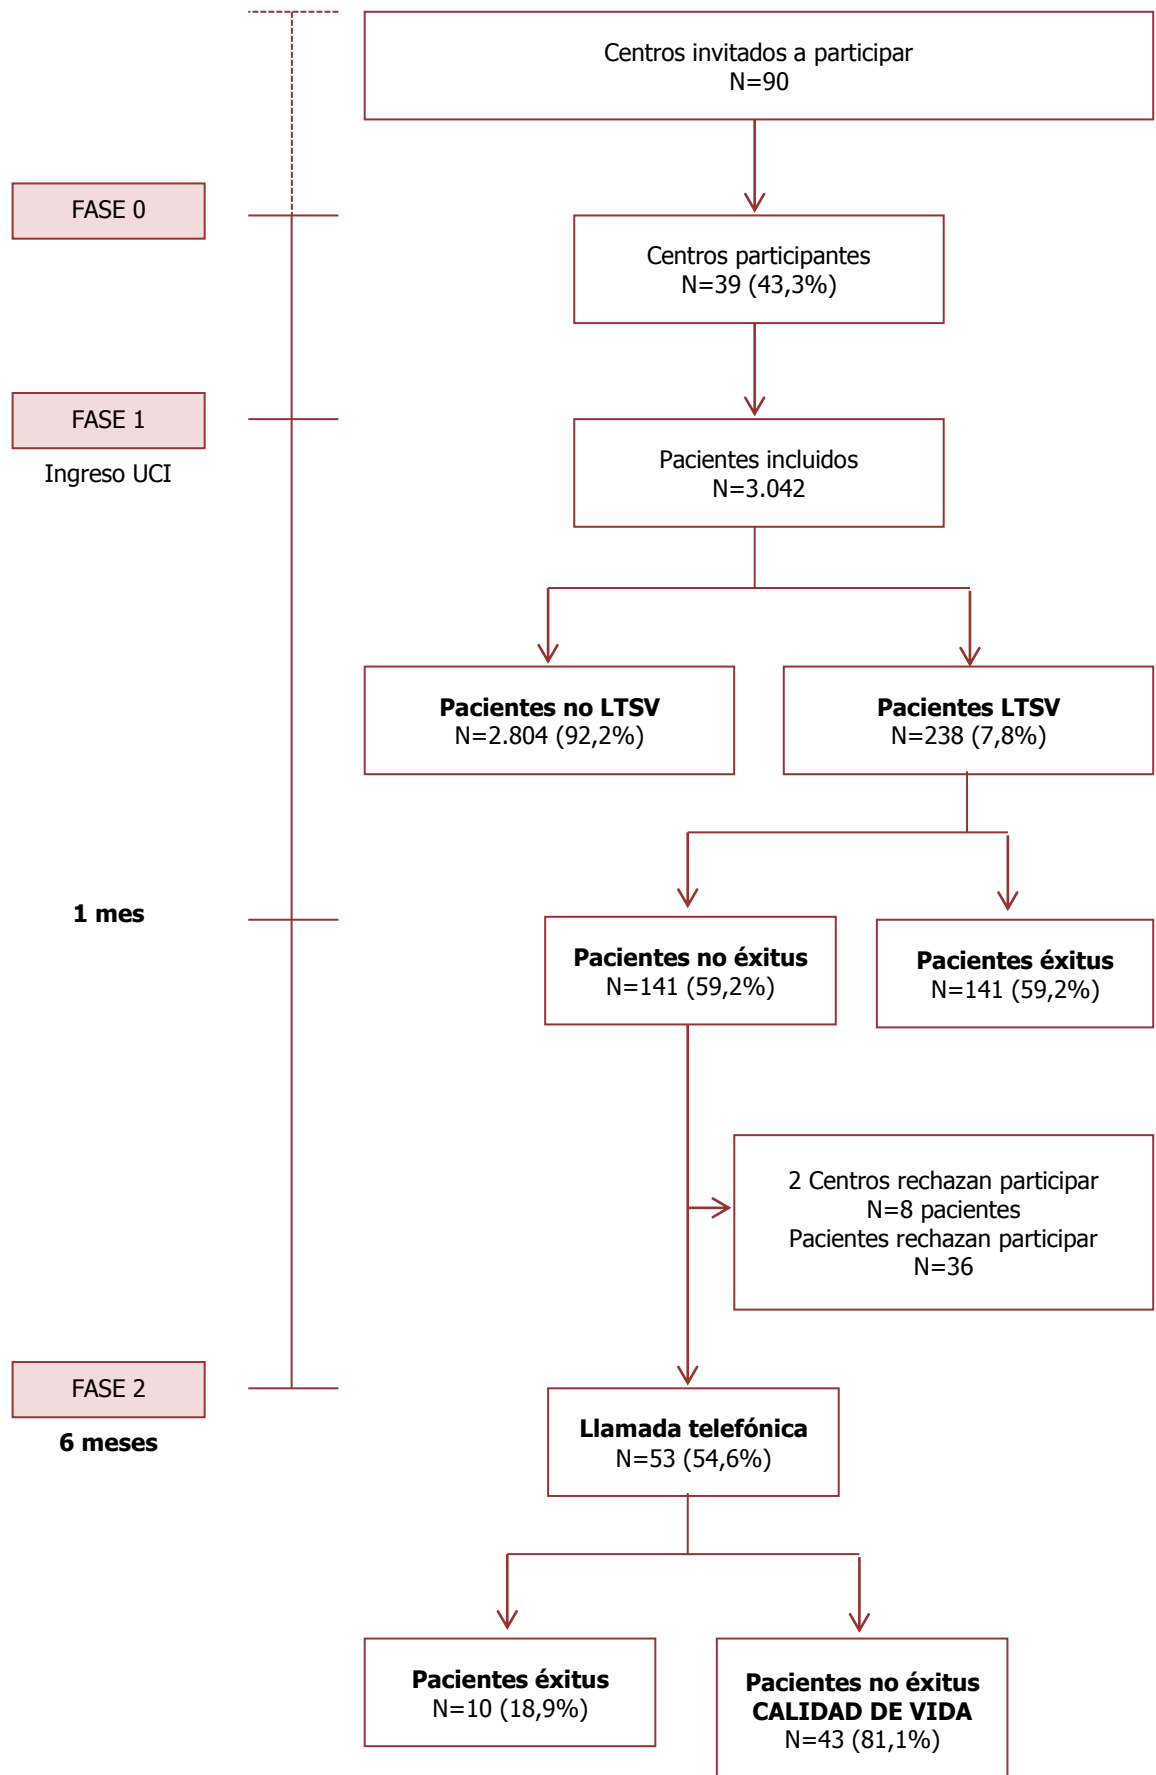 Centros invitados a participar
N=90
FASE 0
Centros participantes
N=39 (43,3%)
FASE 1
Ingreso UCI
Pacientes incluidos
N=3.042
Pacientes no LTSV
N=2.804 (92,2%)
Pacientes LTSV
N=238 (7,8%)
1 mes
Pacientes no éxitus
N=141 (59,2%)
Pacientes éxitus
N=141 (59,2%)
2 Centros rechazan participar
N=8 pacientes
Pacientes rechazan participar
N=36
FASE 2
6 meses
Llamada telefónica
N=53 (54,6%)
Pacientes éxitus
N=10 (18,9%)
Pacientes no éxitus
CALIDAD DE VIDA
N=43 (81,1%)